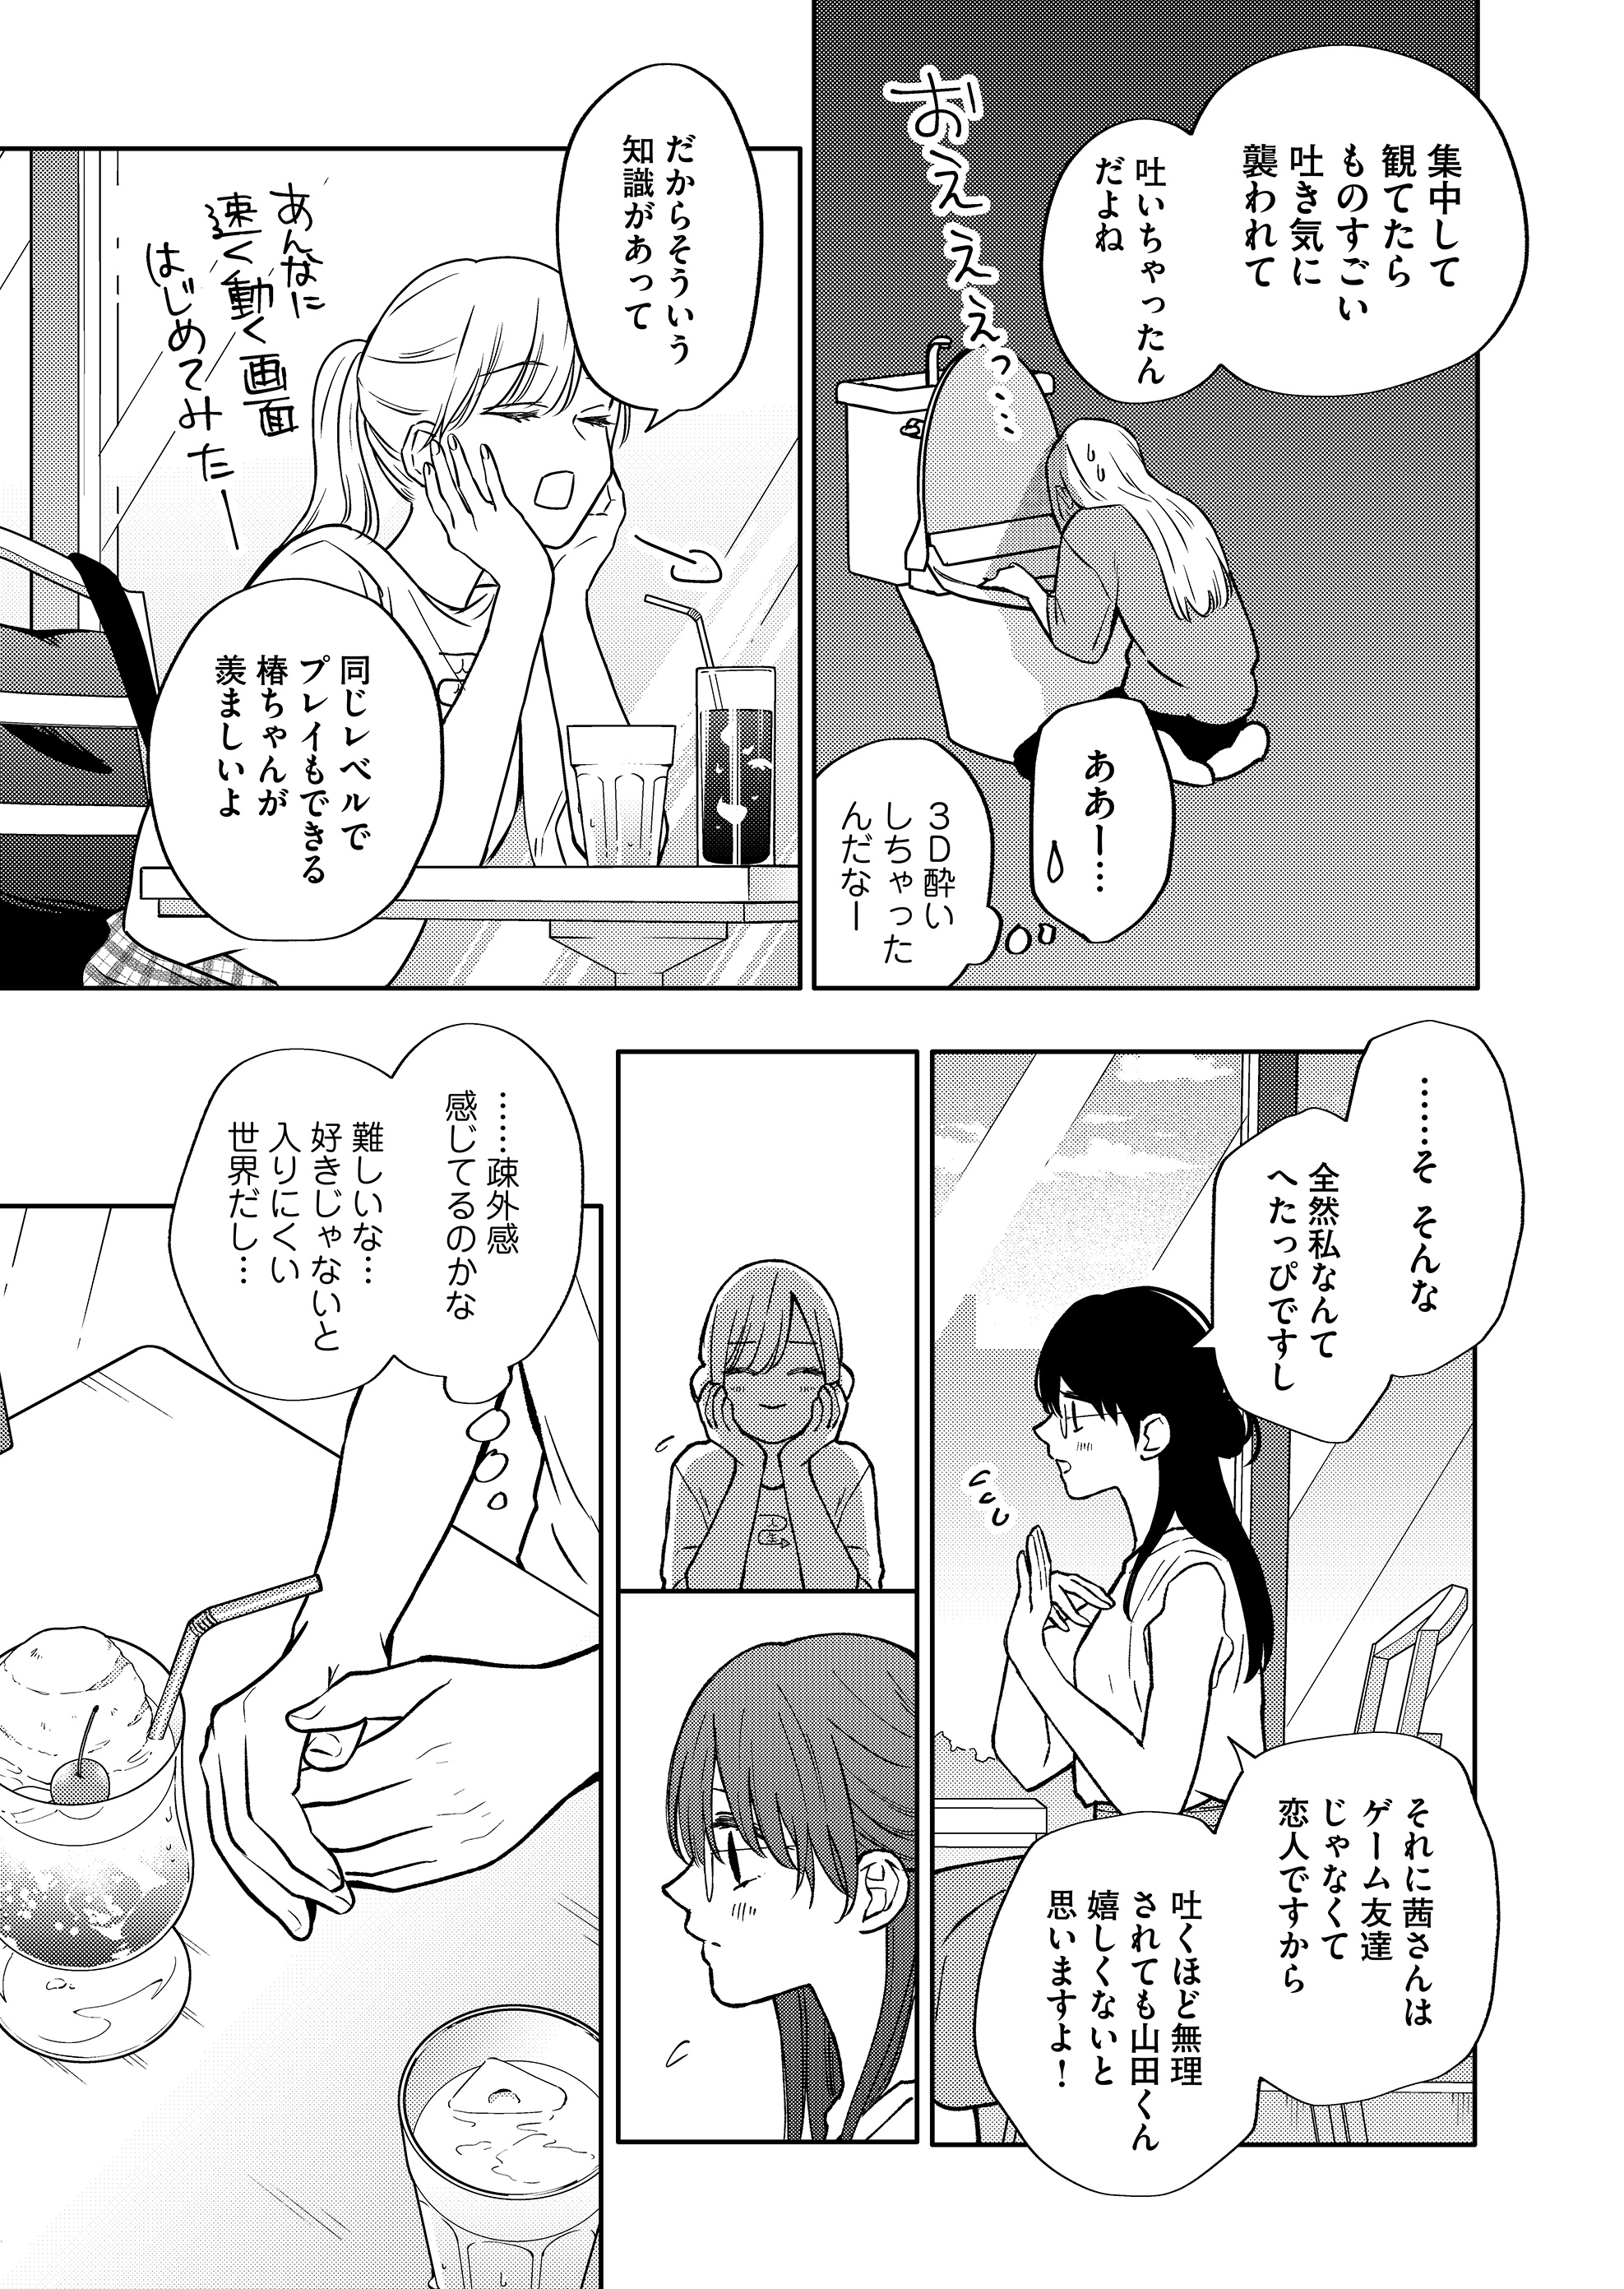 集中して
観てたら
ものすごい
吐き気に
襲われて
吐いちゃったん
だよね
おええええっ…
ああー…
3D酔い
しちゃった
んだなー
だからそういう
知識があって
あんなに
速く動く画面
はじめてみたー
同じレベルで
プレイもできる
椿ちゃんが
羨ましいよ
………そ そんな
全然私なんて
へたっぴですし
それに茜さんは
ゲーム友達
じゃなくて
恋人ですから
吐くほど無理
されても山田くん
嬉しくないと
思いますよ！
人生
……疎外感
感じてるのかな
難しいな…
好きじゃないと
入りにくい
世界だし…